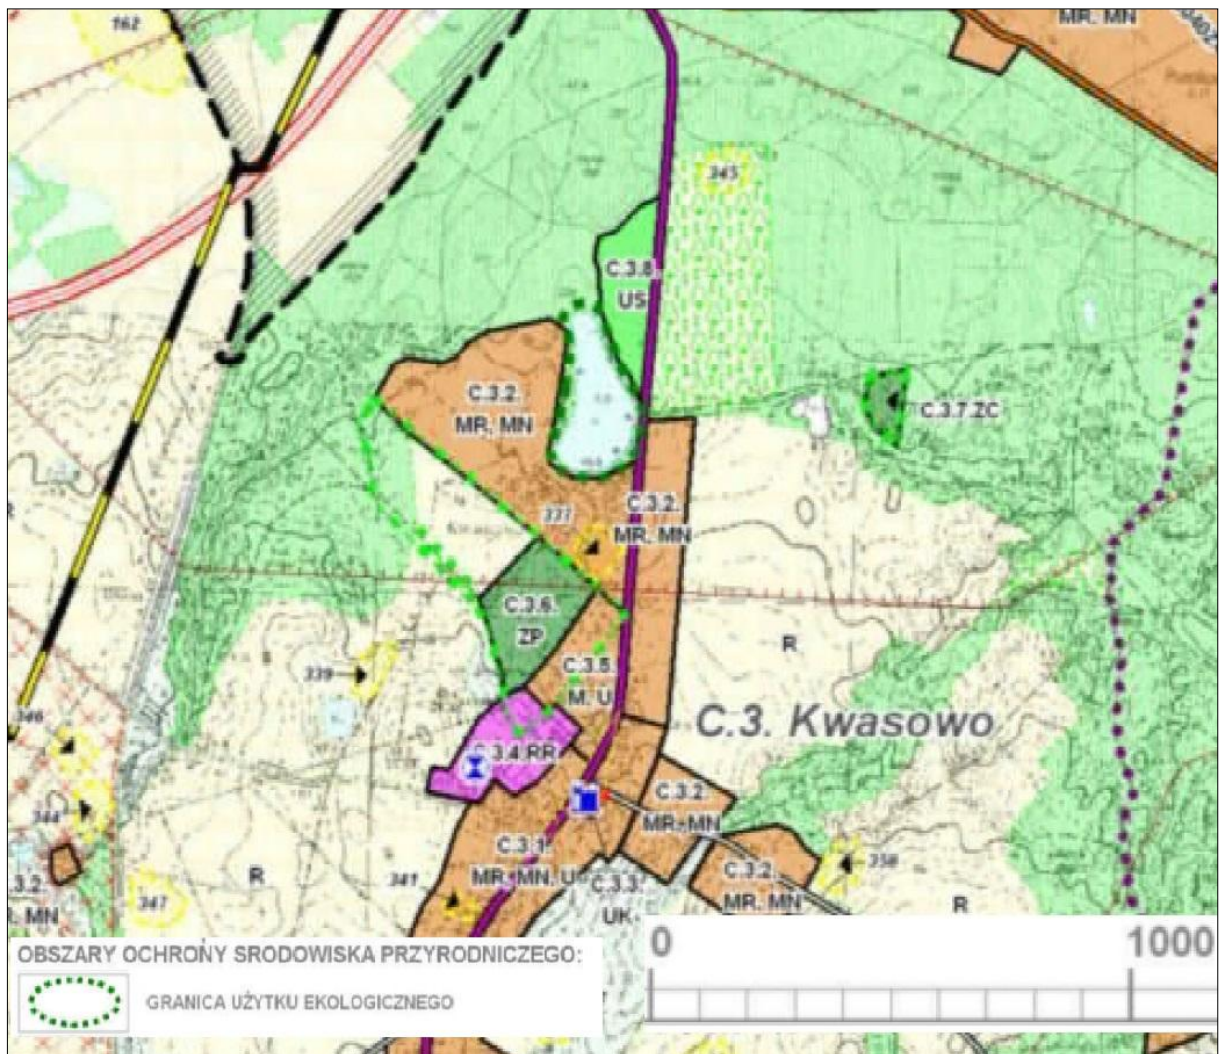 162
MR. MN
345
C.3.8.
US
C.3.2.
MR. MN
C.3.7.ZC
337
C.3.2.
MR. MN
C.3.6.
ZP
R
339
C.3.5.
M. U
C.3. Kwasowo
346
C.3.4.RR
C.3.2.
MR. MN
344
C.3.1.
MR. MN. U
C.3.2.
MR. MN
358
3.2.
MN
R
341
C.3.3.
UK
347
R
OBSZARY OCHRONY SRODOWISKA PRZYRODNICZEGO:
GRANICA UŻYTKU EKOLOGICZNEGO
0 1000